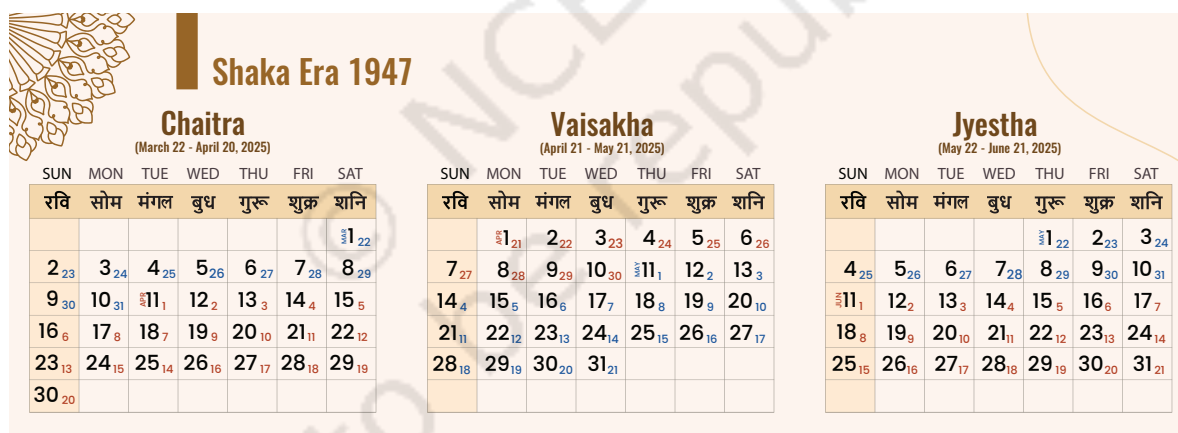 Shaka Era 1947
Chaitra
(March 22 - April 20, 2025)
SUN MON TUE WED THU FRI SAT
रवि सोम मंगल बुध गुरू शुक्र शनि
MAR 1 22
2 23 3 24 4 25 5 26 6 27 7 28 8 29
9 30 10 31 APR 11 1 12 2 13 3 14 4 15 5
16 6 17 8 18 7 19 9 20 10 21 11 22 12
23 13 24 15 25 14 26 16 27 17 28 18 29 19
30 20
Vaisakha
(April 21 - May 21, 2025)
SUN MON TUE WED THU FRI SAT
रवि सोम मंगल बुध गुरू शुक्र शनि
APR 1 21 2 22 3 23 4 24 5 25 6 26
7 27 8 28 9 29 10 30 MAY 11 1 12 2 13 3
14 4 15 5 16 6 17 7 18 8 19 9 20 10
21 11 22 12 23 13 24 14 25 15 26 16 27 17
28 18 29 19 30 20 31 21
Jyestha
(May 22 - June 21, 2025)
SUN MON TUE WED THU FRI SAT
रवि सोम मंगल बुध गुरू शुक्र शनि
MAY 1 22 2 23 3 24
4 25 5 26 6 27 7 28 8 29 9 30 10 31
JUN 11 1 12 2 13 3 14 4 15 5 16 6 17 7
18 8 19 9 20 10 21 11 22 12 23 13 24 14
25 15 26 16 27 17 28 18 29 19 30 20 31 21
© NCE
to be repu